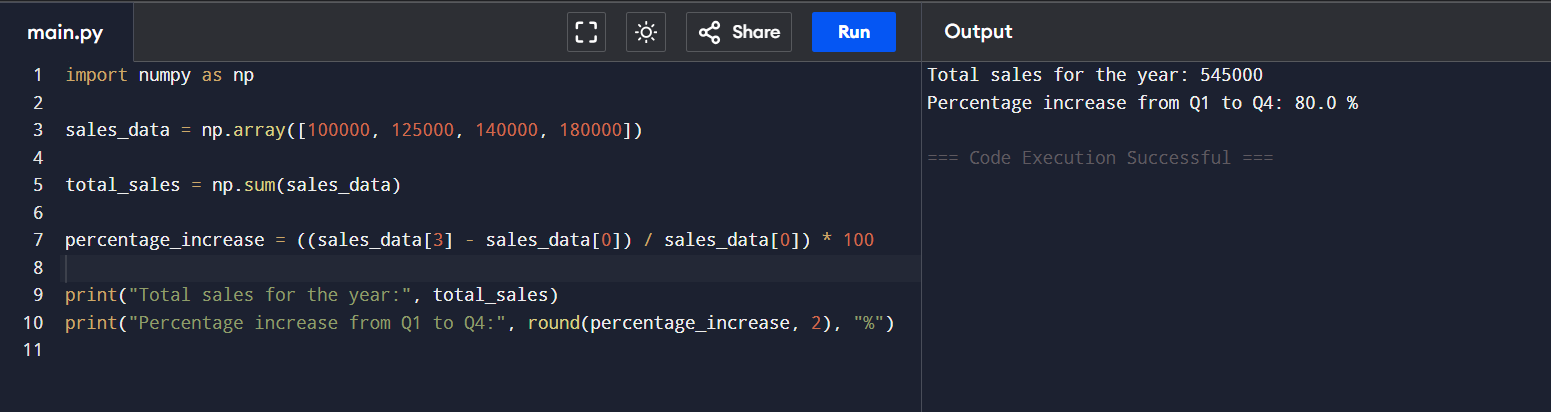 main.py
Share
Run
Output
1 import numpy as np
2
3 sales_data = np.array([100000, 125000, 140000, 180000])
4
5 total_sales = np.sum(sales_data)
6
7 percentage_increase = ((sales_data[3] - sales_data[0]) / sales_data[0]) * 100
8
9 print("Total sales for the year:", total_sales)
10 print("Percentage increase from Q1 to Q4:", round(percentage_increase, 2), "%")
11
Total sales for the year: 545000
Percentage increase from Q1 to Q4: 80.0 %
=== Code Execution Successful ===